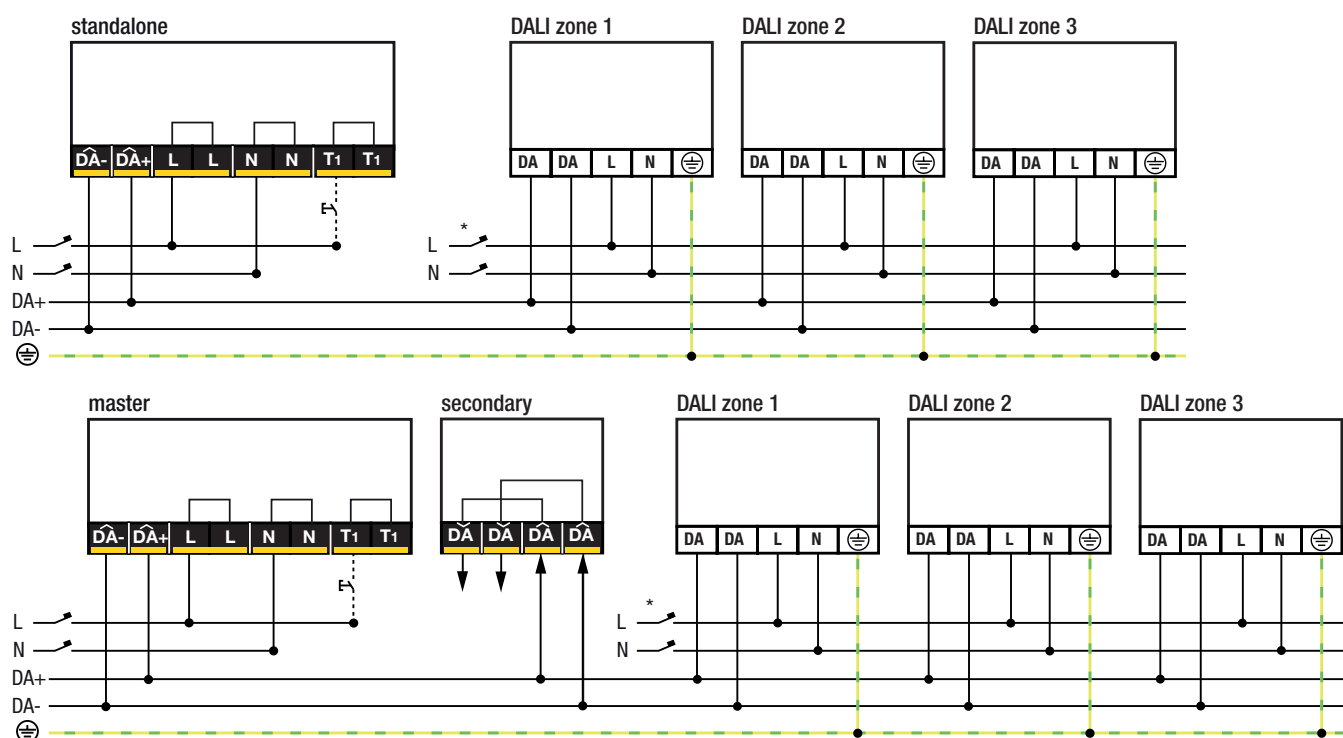 standalone DALI zone 1 DALI zone 2 DALI zone 3
DA- DA+ L L N N T1 T1 DA DA L N DA DA L N DA DA L N
L * L
N N
DA+
DA-
master secondary DALI zone 1 DALI zone 2 DALI zone 3
DA- DA+ L L N N T1 T1 DA DA DA DA DA DA L N DA DA L N DA DA L N
L * L
N N
DA+
DA-